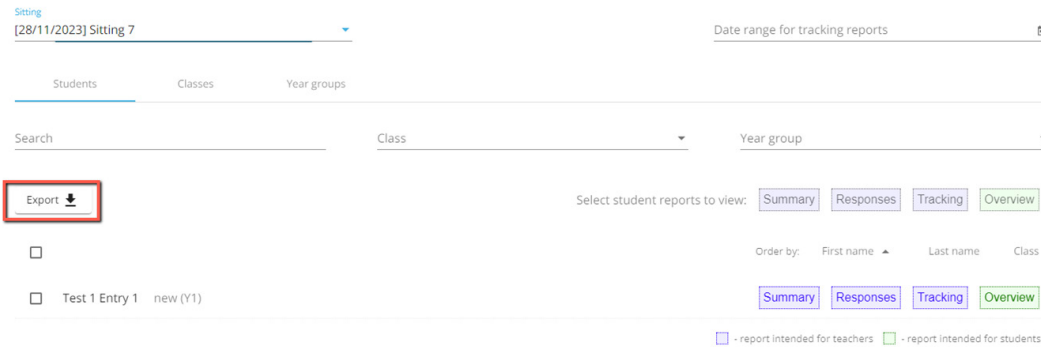 Sitting
[28/11/2023] Sitting 7
Date range for tracking reports
Students Classes Year groups
Search Class Year group
Export Select student reports to view: Summary Responses Tracking Overview
Order by: First name Last name Class
Test 1 Entry 1 new (Y1) Summary Responses Tracking Overview
- report intended for teachers - report intended for students